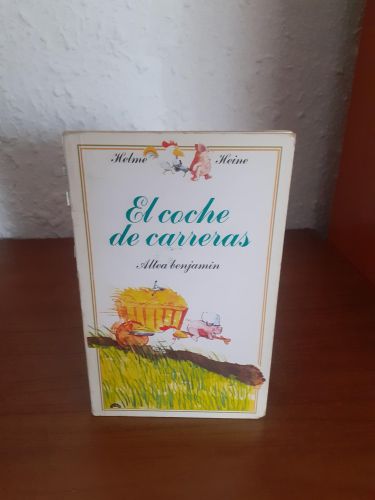 Helme Heine
El coche
de carreras
Altea benjamín